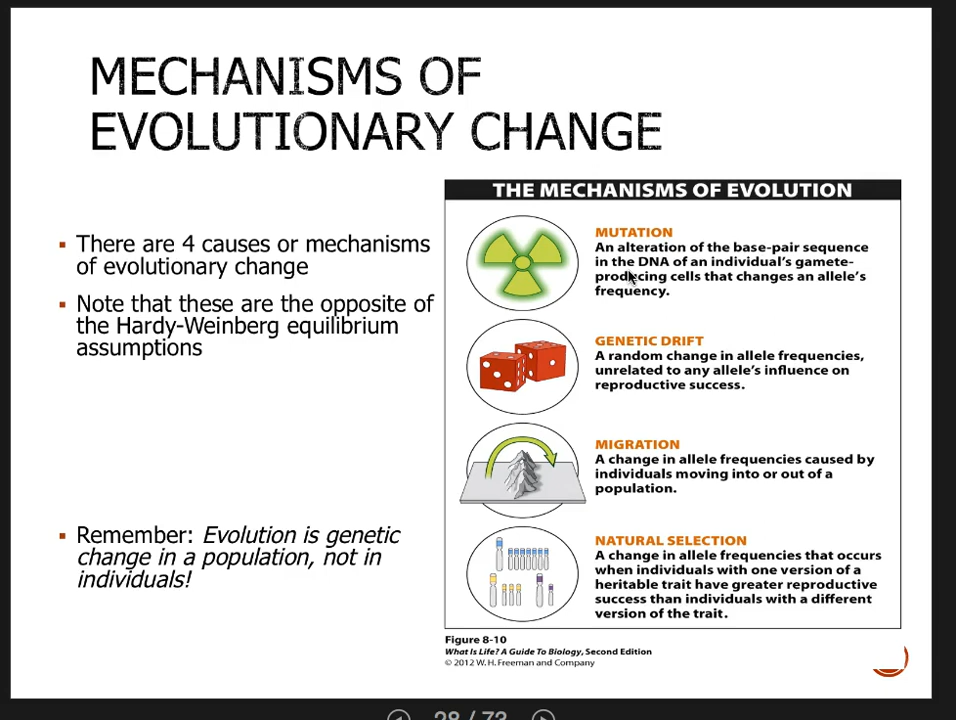 MECHANISMS OF
EVOLUTIONARY CHANGE
▪ There are 4 causes or mechanisms
of evolutionary change
▪ Note that these are the opposite of
the Hardy-Weinberg equilibrium
assumptions
▪ Remember: Evolution is genetic
change in a population, not in
individuals!
THE MECHANISMS OF EVOLUTION
MUTATION
An alteration of the base-pair sequence
in the DNA of an individual's gamete-
producing cells that changes an allele's
frequency.
GENETIC DRIFT
A random change in allele frequencies,
unrelated to any allele's influence on
reproductive success.
MIGRATION
A change in allele frequencies caused by
individuals moving into or out of a
population.
NATURAL SELECTION
A change in allele frequencies that occurs
when individuals with one version of a
heritable trait have greater reproductive
success than individuals with a different
version of the trait.
Figure 8-10
What Is Life? A Guide To Biology, Second Edition
© 2012 W. H. Freeman and Company
28 / 73